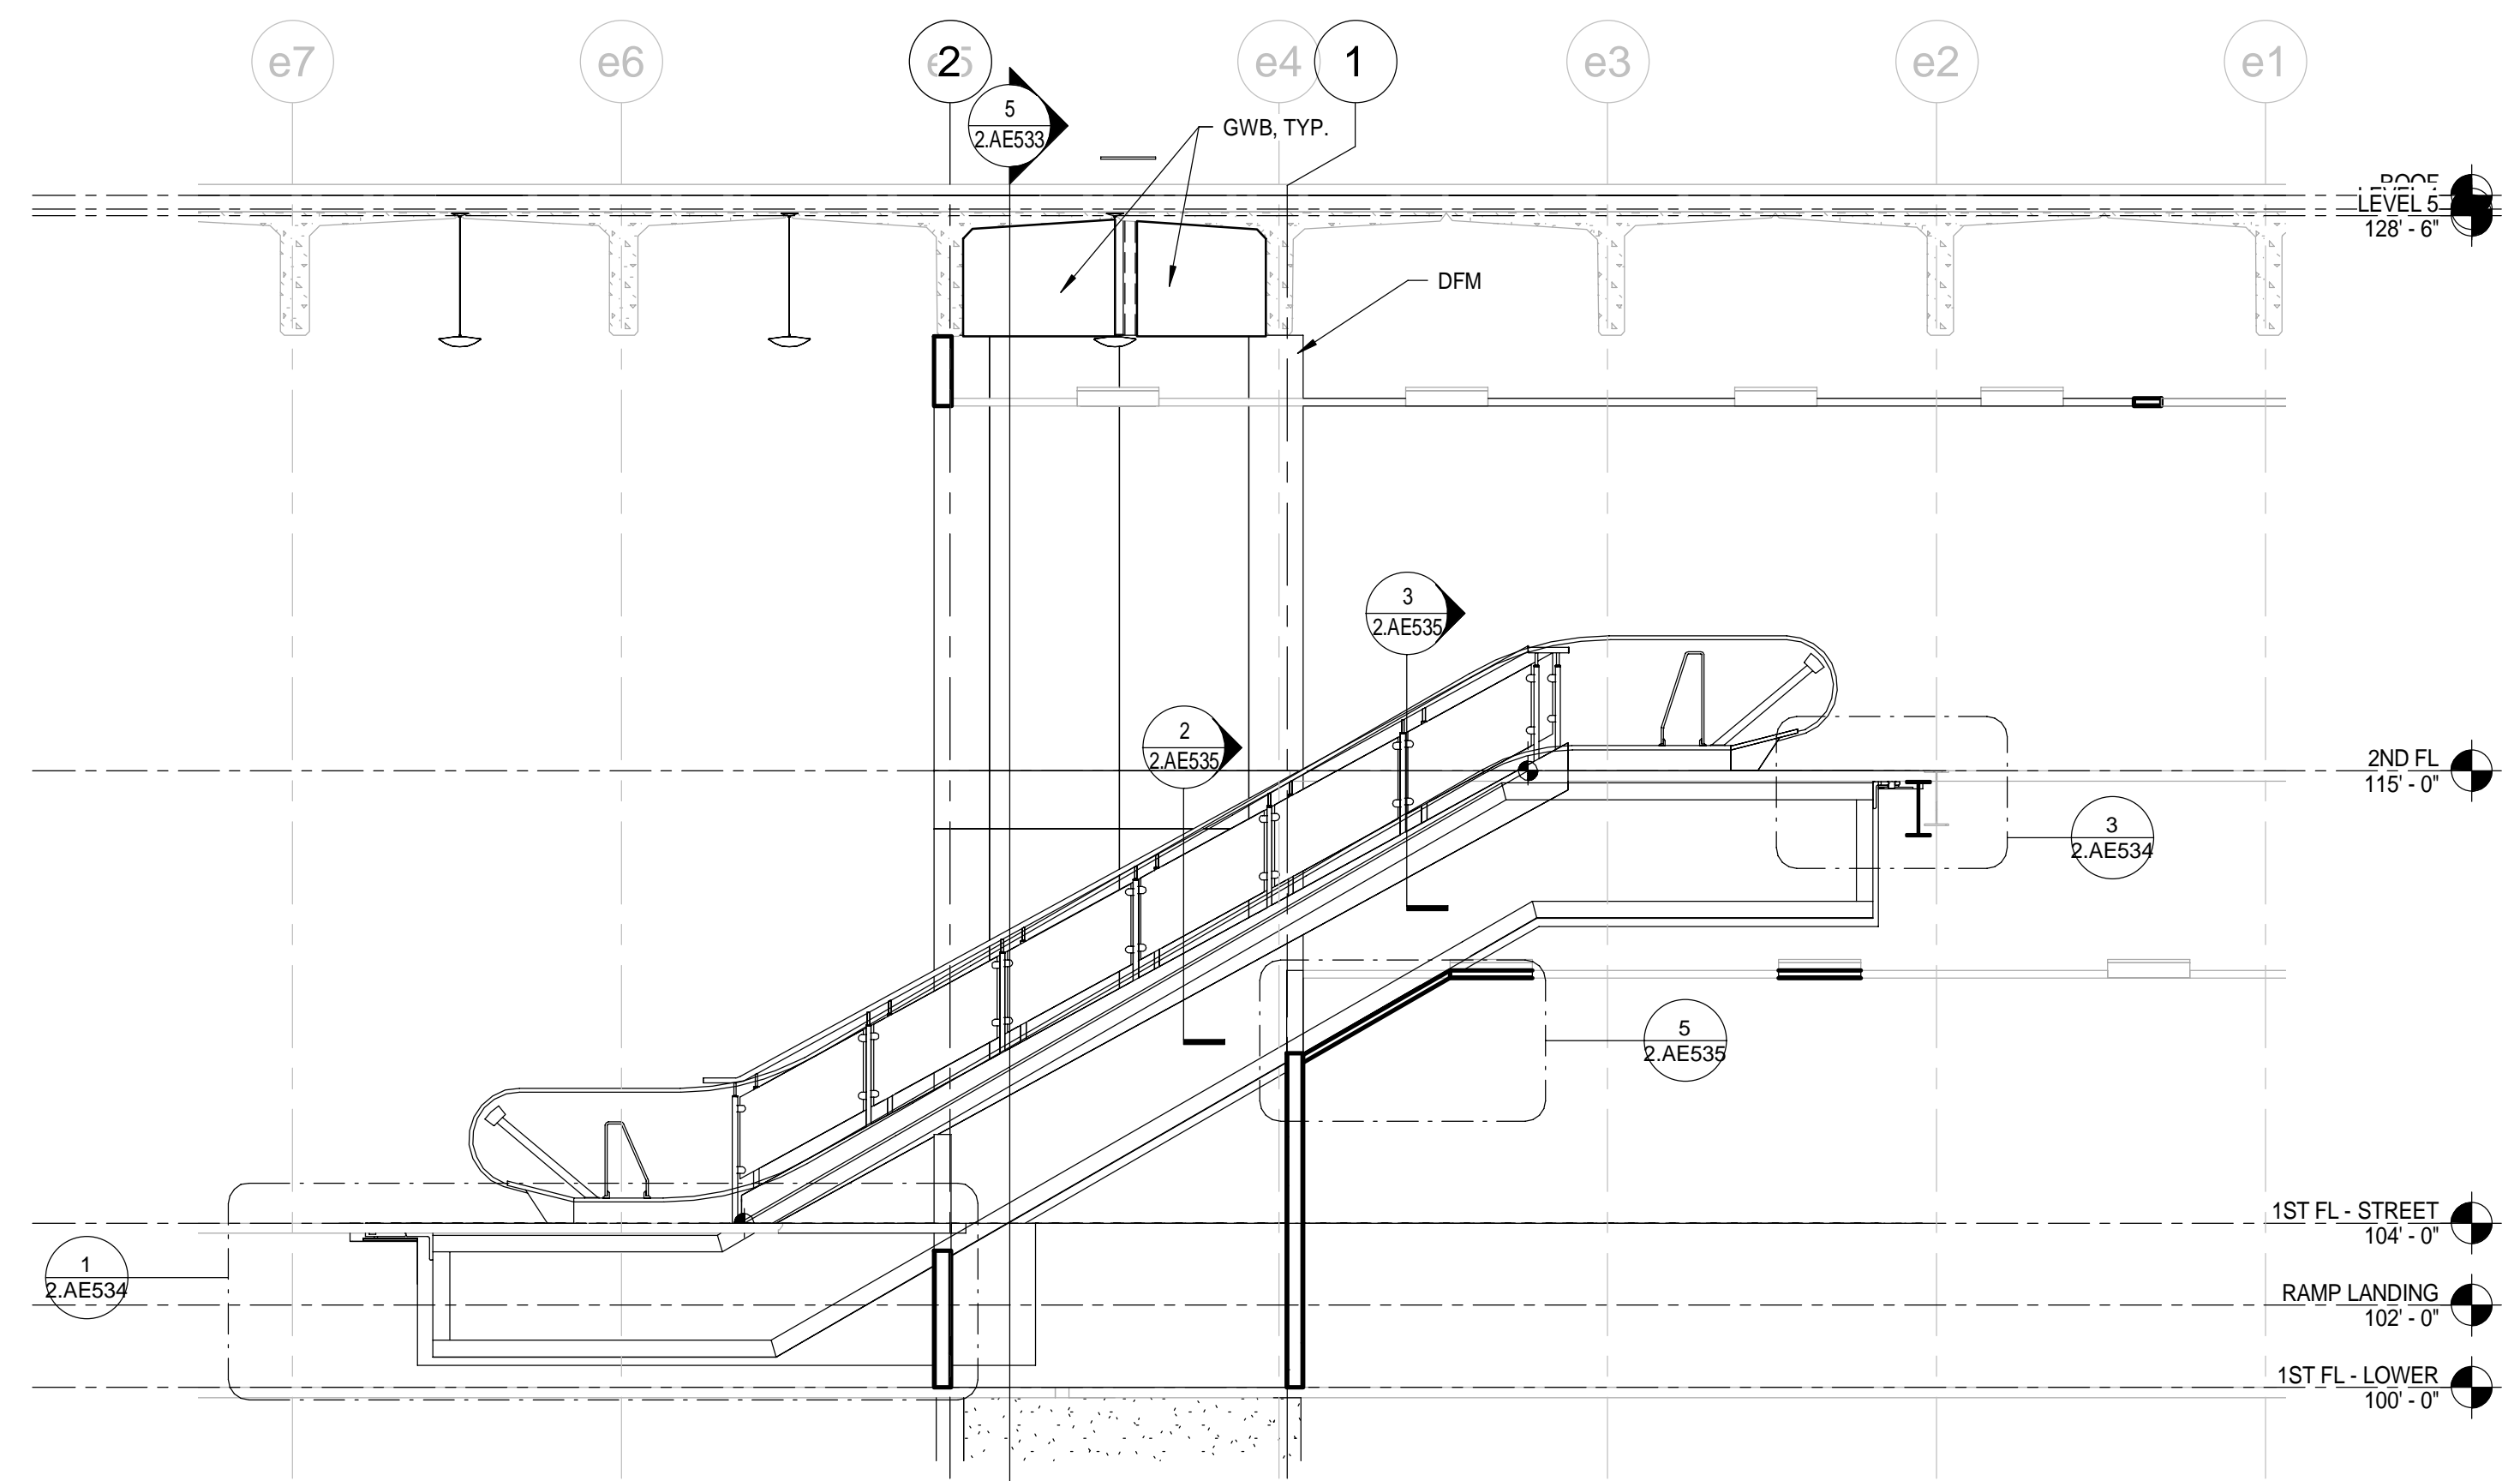 e7
e6
2
e4
1
e3
e2
e1
5
2.AE533
GWB, TYP.
ROOF
LEVEL 5
128' - 6"
DFM
3
2.AE535
2
2.AE535
2ND FL
115' - 0"
3
2.AE534
5
2.AE535
1ST FL - STREET
104' - 0"
1
2.AE534
RAMP LANDING
102' - 0"
1ST FL - LOWER
100' - 0"